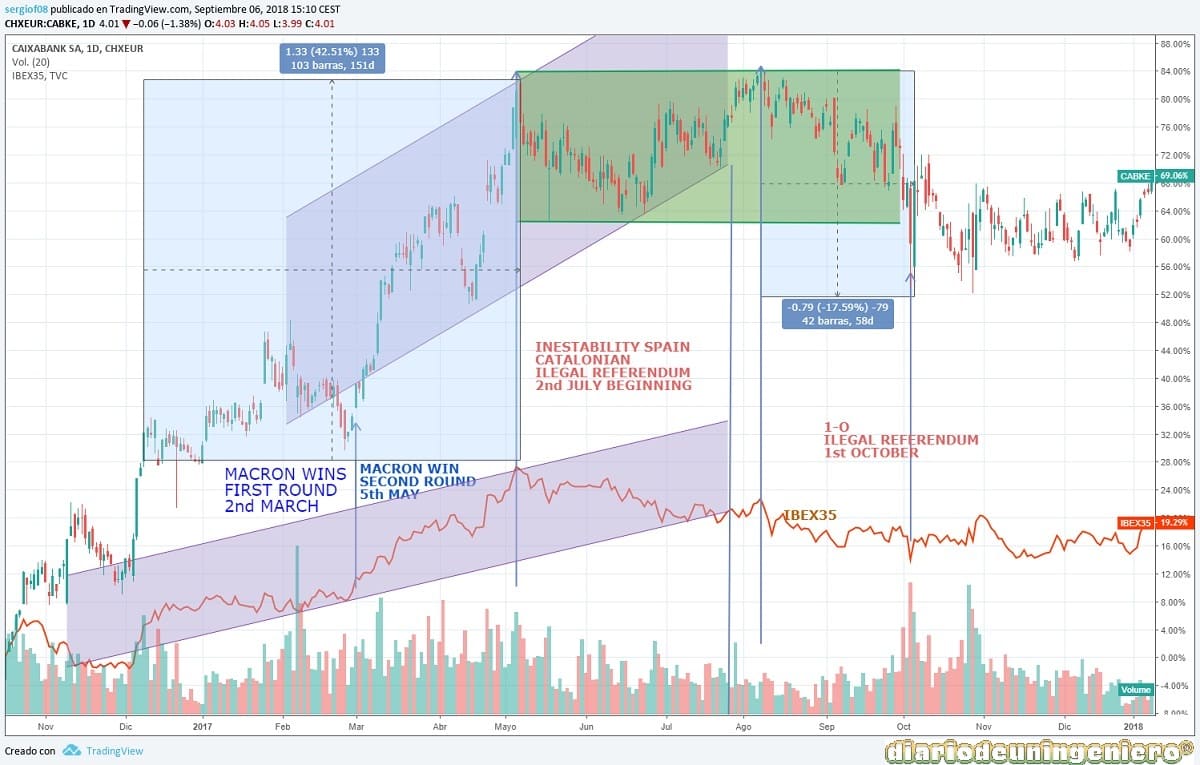 sergiof08 publicado en TradingView.com, Septiembre 06, 2018 15:10 CEST
CHXEUR:CABKE, 1D 4.01 ▼ −0.06 (−1.38%) O:4.03 H:4.05 L:3.99 C:4.01
CAIXABANK SA, 1D, CHXEUR
Vol. (20)
IBEX35, TVC
1.33 (42.51%) 133
103 barras, 151d
88.00%
84.00%
80.00%
76.00%
72.00%
CABKE 69.06%
68.00%
64.00%
60.00%
56.00%
52.00%
-0.79 (-17.59%) -79
42 barras, 58d
48.00%
44.00%
40.00%
36.00%
32.00%
28.00%
24.00%
20.00%
INESTABILITY SPAIN
CATALONIAN
ILEGAL REFERENDUM
2nd JULY BEGINNING
1-O
ILEGAL REFERENDUM
1st OCTOBER
MACRON WINS
FIRST ROUND
2nd MARCH
MACRON WIN
SECOND ROUND
5th MAY
IBEX35
IBEX35 19.29%
16.00%
12.00%
8.00%
4.00%
0.00%
Volume -4.00%
8.00%
Nov Dic 2017 Feb Mar Abr Mayo Jun Jul Ago Sep Oct Nov Dic 2018
Creado con TradingView
diariodeuningeniero®